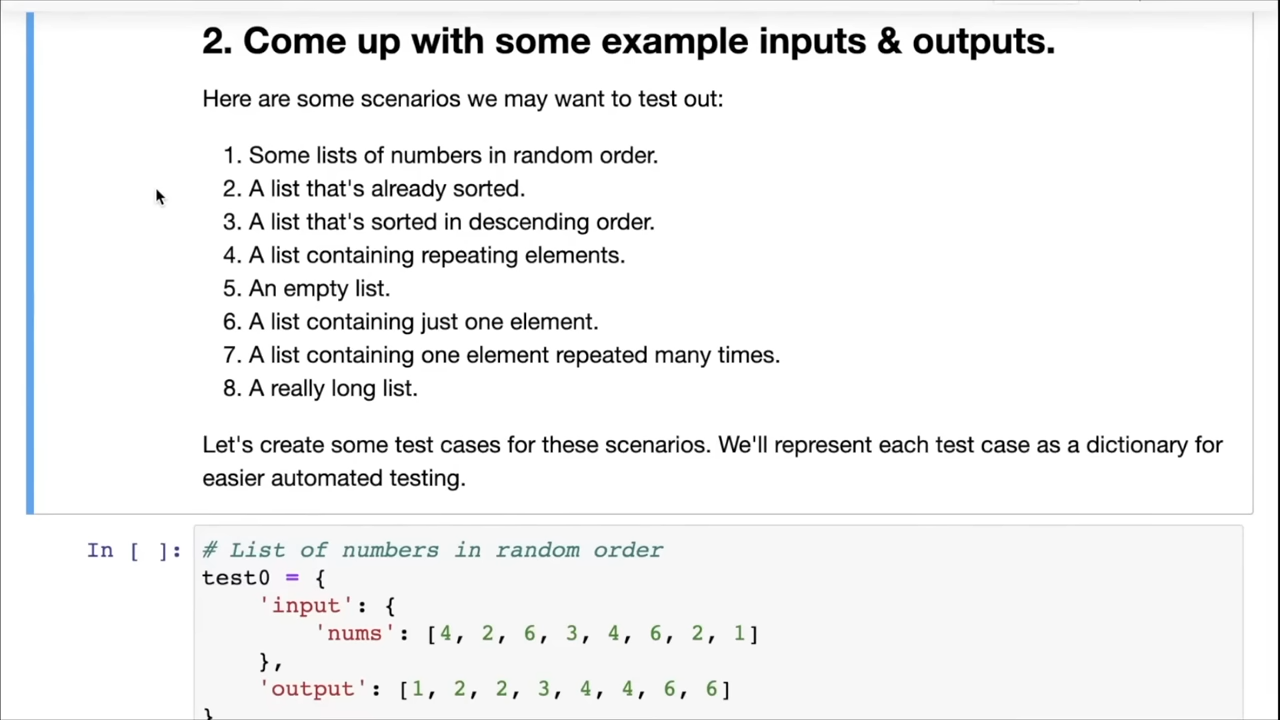 2. Come up with some example inputs & outputs.
Here are some scenarios we may want to test out:
1. Some lists of numbers in random order.
2. A list that's already sorted.
3. A list that's sorted in descending order.
4. A list containing repeating elements.
5. An empty list.
6. A list containing just one element.
7. A list containing one element repeated many times.
8. A really long list.
Let's create some test cases for these scenarios. We'll represent each test case as a dictionary for
easier automated testing.
In [ ]:
# List of numbers in random order
test0 = {
    'input': {
        'nums': [4, 2, 6, 3, 4, 6, 2, 1]
    },
    'output': [1, 2, 2, 3, 4, 4, 6, 6]
}